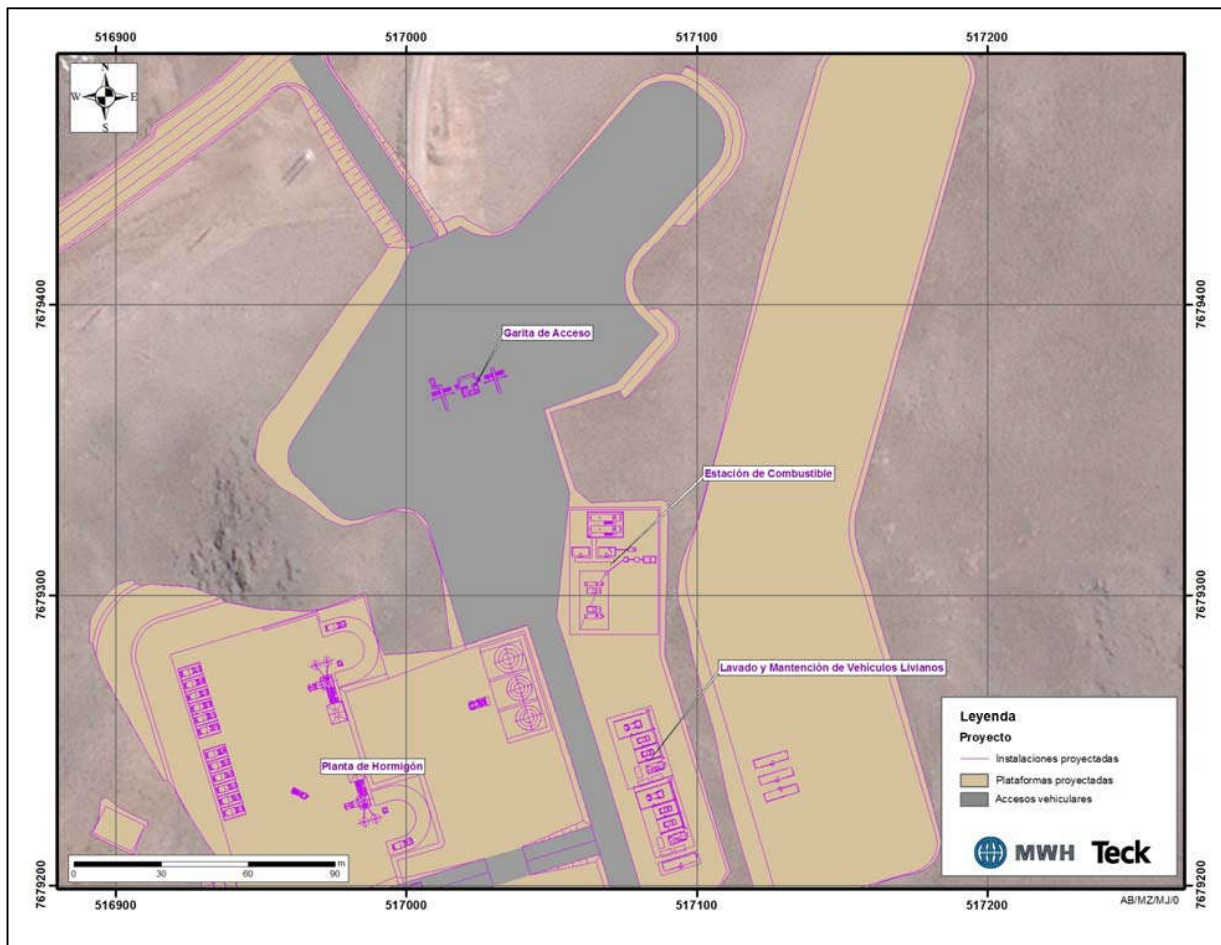 516900 517000 517100 517200
N
W E
S
7679400 7679400
Garita de Acceso
Estación de Combustible
7679300 7679300
Lavado y Mantención de Vehículos Livianos
Planta de Hormigón
Leyenda
Proyecto
Instalaciones proyectadas
Plataformas proyectadas
Accesos vehiculares
MWH Teck
m
0 30 60 90
7679200 7679200
516900 517000 517100 517200
AB/MZ/MJ/0